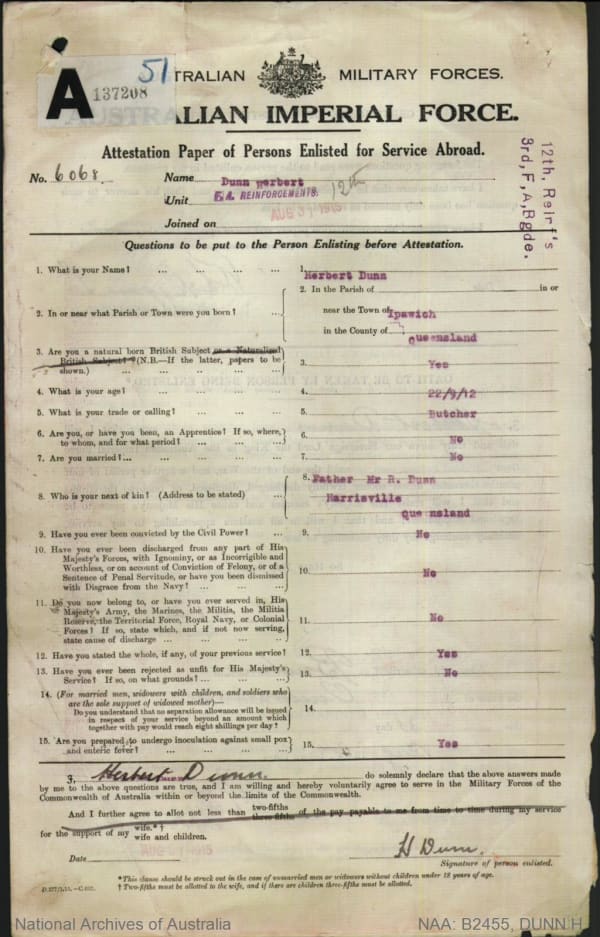 A
137208
51
TRALIAN MILITARY FORCES.
AUSTRALIAN IMPERIAL FORCE.
Attestation Paper of Persons Enlisted for Service Abroad.
12th, Reinf's
3rd, F, A, Bgde.
No. 6068
Name Dunn Herbert
Unit F.A. REINFORCEMENTS. 12th
Joined on AUG 31 1915
Questions to be put to the Person Enlisting before Attestation.
1. What is your Name? ... ... ... ...
1. Herbert Dunn
2. In or near what Parish or Town were you born? ...
2. In the Parish of in or
near the Town of Ipswich
in the County of Queensland
3. Are you a natural born British Subject or a Naturalised
British Subject? (N.B.—If the latter, papers to be
shown.) ... ... ... ... ...
3. Yes
4. What is your age? ... ... ... ...
4. 22/9/12
5. What is your trade or calling? ... ... ...
5. Butcher
6. Are you, or have you been, an Apprentice? If so, where,
to whom, and for what period? ... ... ...
6. No
7. Are you married?... ... ... ... ...
7. No
8. Who is your next of kin? (Address to be stated) ...
8. Father Mr R. Dunn
Harrisville
Queensland
9. Have you ever been convicted by the Civil Power? ...
9. No
10. Have you ever been discharged from any part of His
Majesty's Forces, with Ignominy, or as Incorrigible and
Worthless, or on account of Conviction of Felony, or of a
Sentence of Penal Servitude, or have you been dismissed
with Disgrace from the Navy? ... ... ...
10. No
11. Do you now belong to, or have you ever served in, His
Majesty's Army, the Marines, the Militia, the Militia
Reserve, the Territorial Force, Royal Navy, or Colonial
Forces? If so, state which, and if not now serving,
state cause of discharge ... ... ... ...
11. No
12. Have you stated the whole, if any, of your previous service?
12. Yes
13. Have you ever been rejected as unfit for His Majesty's
Service? If so, on what grounds? ... ... ...
13. No
14. (For married men, widowers with children, and soldiers who
are the sole support of widowed mother)—
Do you understand that no separation allowance will be issued
in respect of your service beyond an amount which
together with pay would reach eight shillings per day?
14.
15. Are you prepared to undergo inoculation against small pox
and enteric fever? ... ... ... ...
15. Yes
I, Herbert Dunn do solemnly declare that the above answers made
by me to the above questions are true, and I am willing and hereby voluntarily agree to serve in the Military Forces of the
Commonwealth of Australia within or beyond the limits of the Commonwealth.
And I further agree to allot not less than two-fifths three-fifths of the pay payable to me from time to time during my service
for the support of my wife.*† wife and children.
Date AUG 31 1915
H Dunn
Signature of person enlisted.
*This clause should be struck out in the case of unmarried men or widowers without children under 18 years of age.
† Two-fifths must be allotted to the wife, and if there are children three-fifths must be allotted.
National Archives of Australia
NAA: B2455, DUNN H